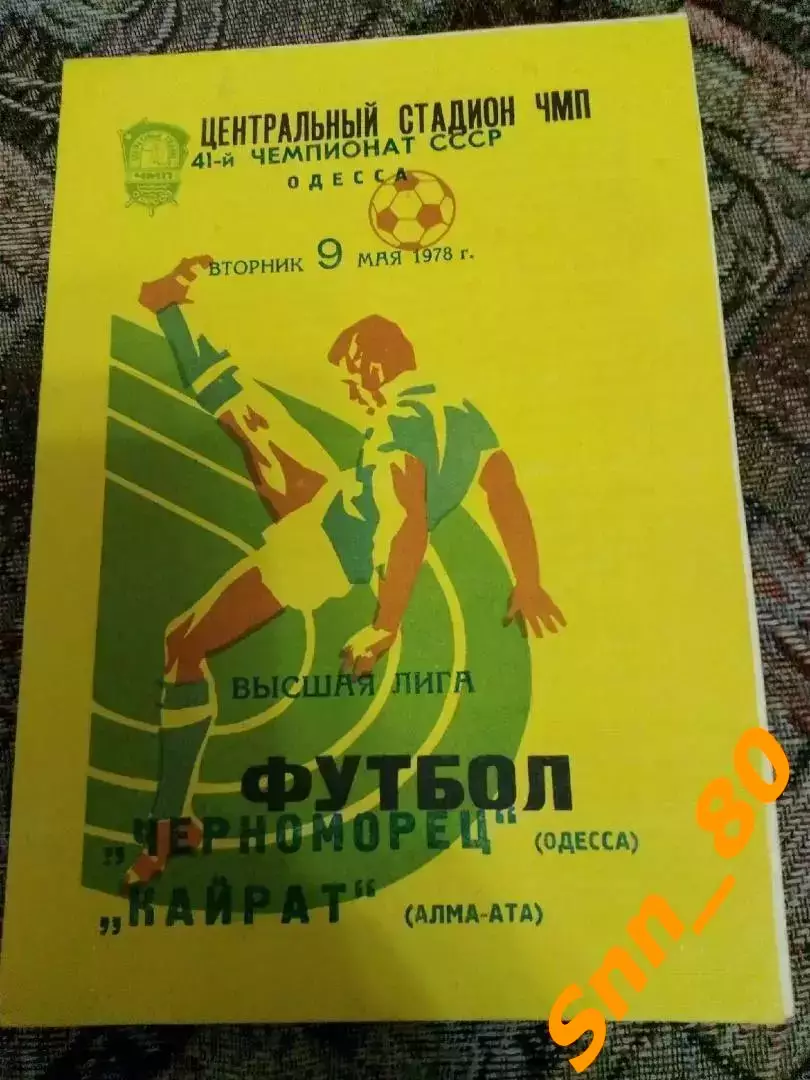 ЦЕНТРАЛЬНЫЙ СТАДИОН ЧМП
41-й ЧЕМПИОНАТ СССР
ОДЕССА
ЧМП
ВТОРНИК 9 МАЯ 1978 г.
ВЫСШАЯ ЛИГА
ФУТБОЛ
„ЧЕРНОМОРЕЦ“ (ОДЕССА)
„КАЙРАТ“ (АЛМА-АТА)
Snn_80